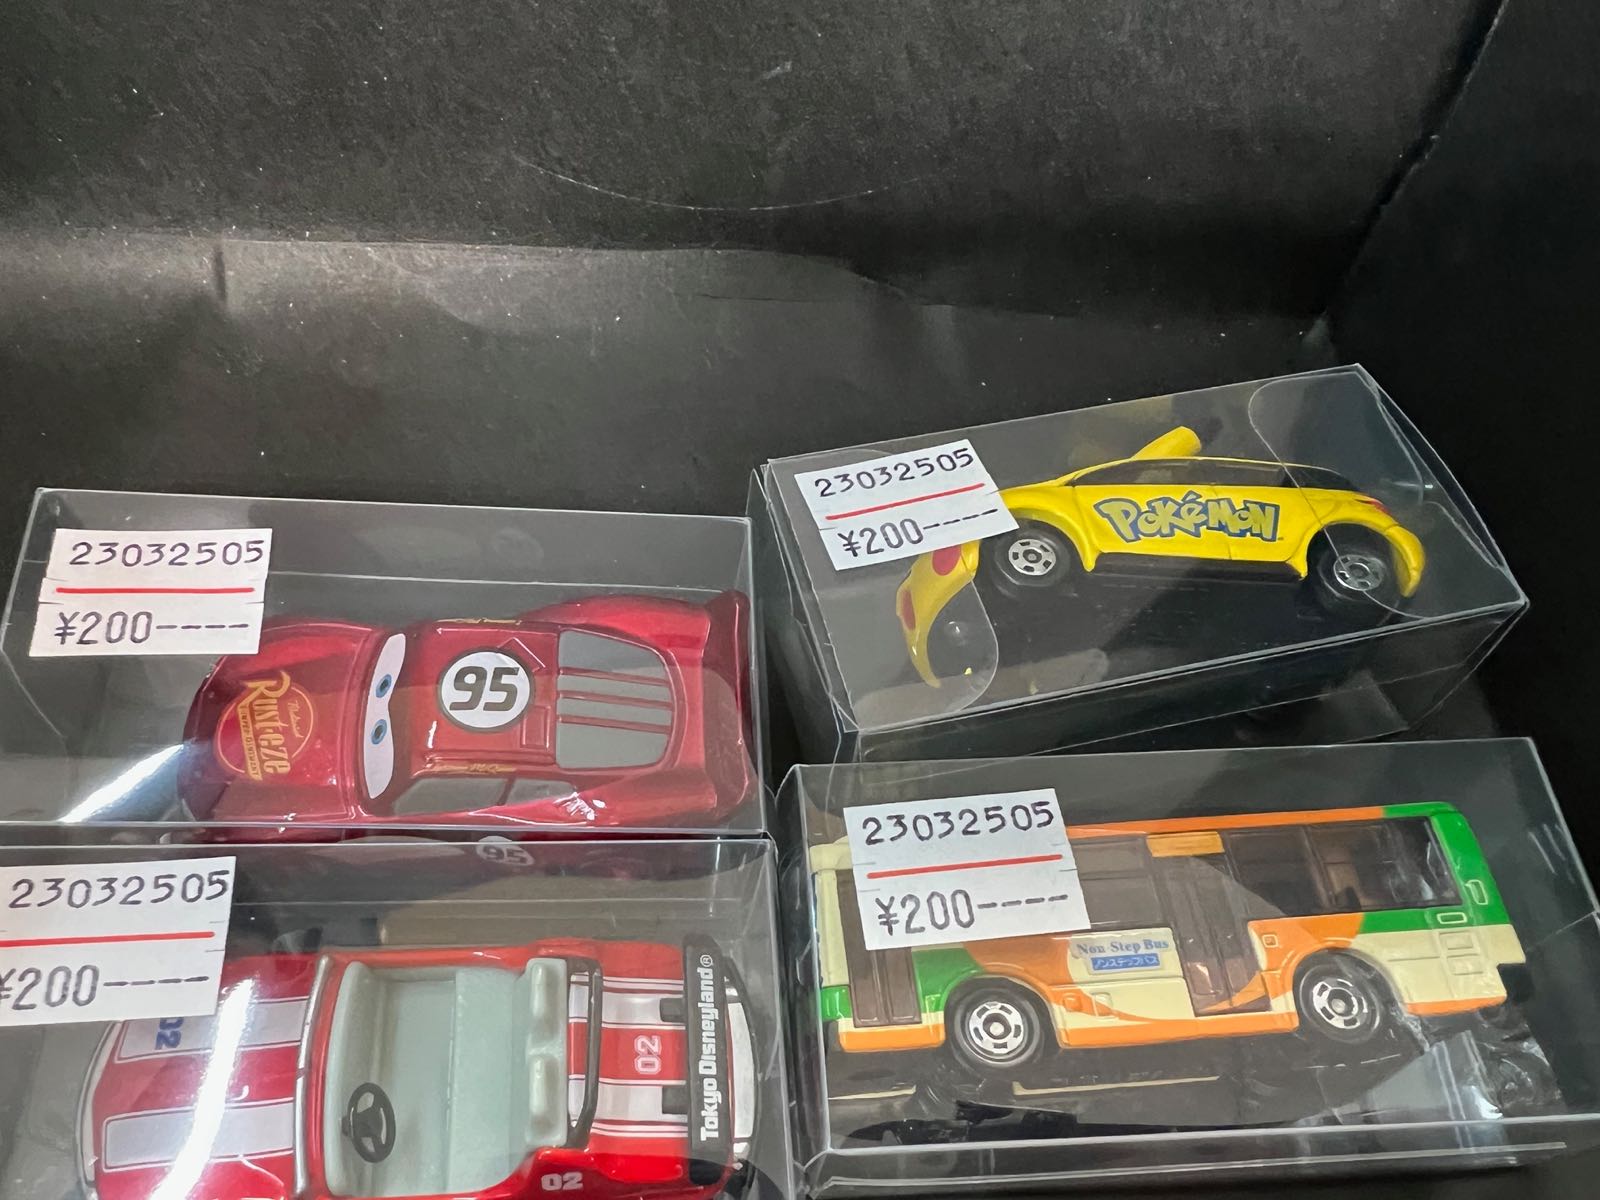 23032505
¥200----
Pokémon
23032505
¥200----
Rust-eze
95
95
23032505
¥200----
Non Step Bus
ノンステップバス
23032505
¥200----
02
02
Tokyo Disneyland®
02